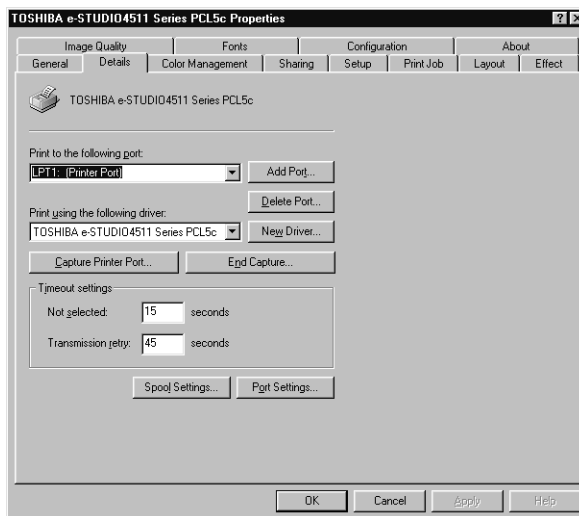 TOSHIBA e-STUDIO4511 Series PCL5c Properties
Image Quality Fonts Configuration About
General Details Color Management Sharing Setup Print Job Layout Effect
TOSHIBA e-STUDIO4511 Series PCL5c
Print to the following port:
LPT1: (Printer Port) Add Port...
Delete Port...
Print using the following driver:
TOSHIBA e-STUDIO4511 Series PCL5c New Driver...
Capture Printer Port... End Capture...
Timeout settings
Not selected: 15 seconds
Transmission retry: 45 seconds
Spool Settings... Port Settings...
OK Cancel Apply Help